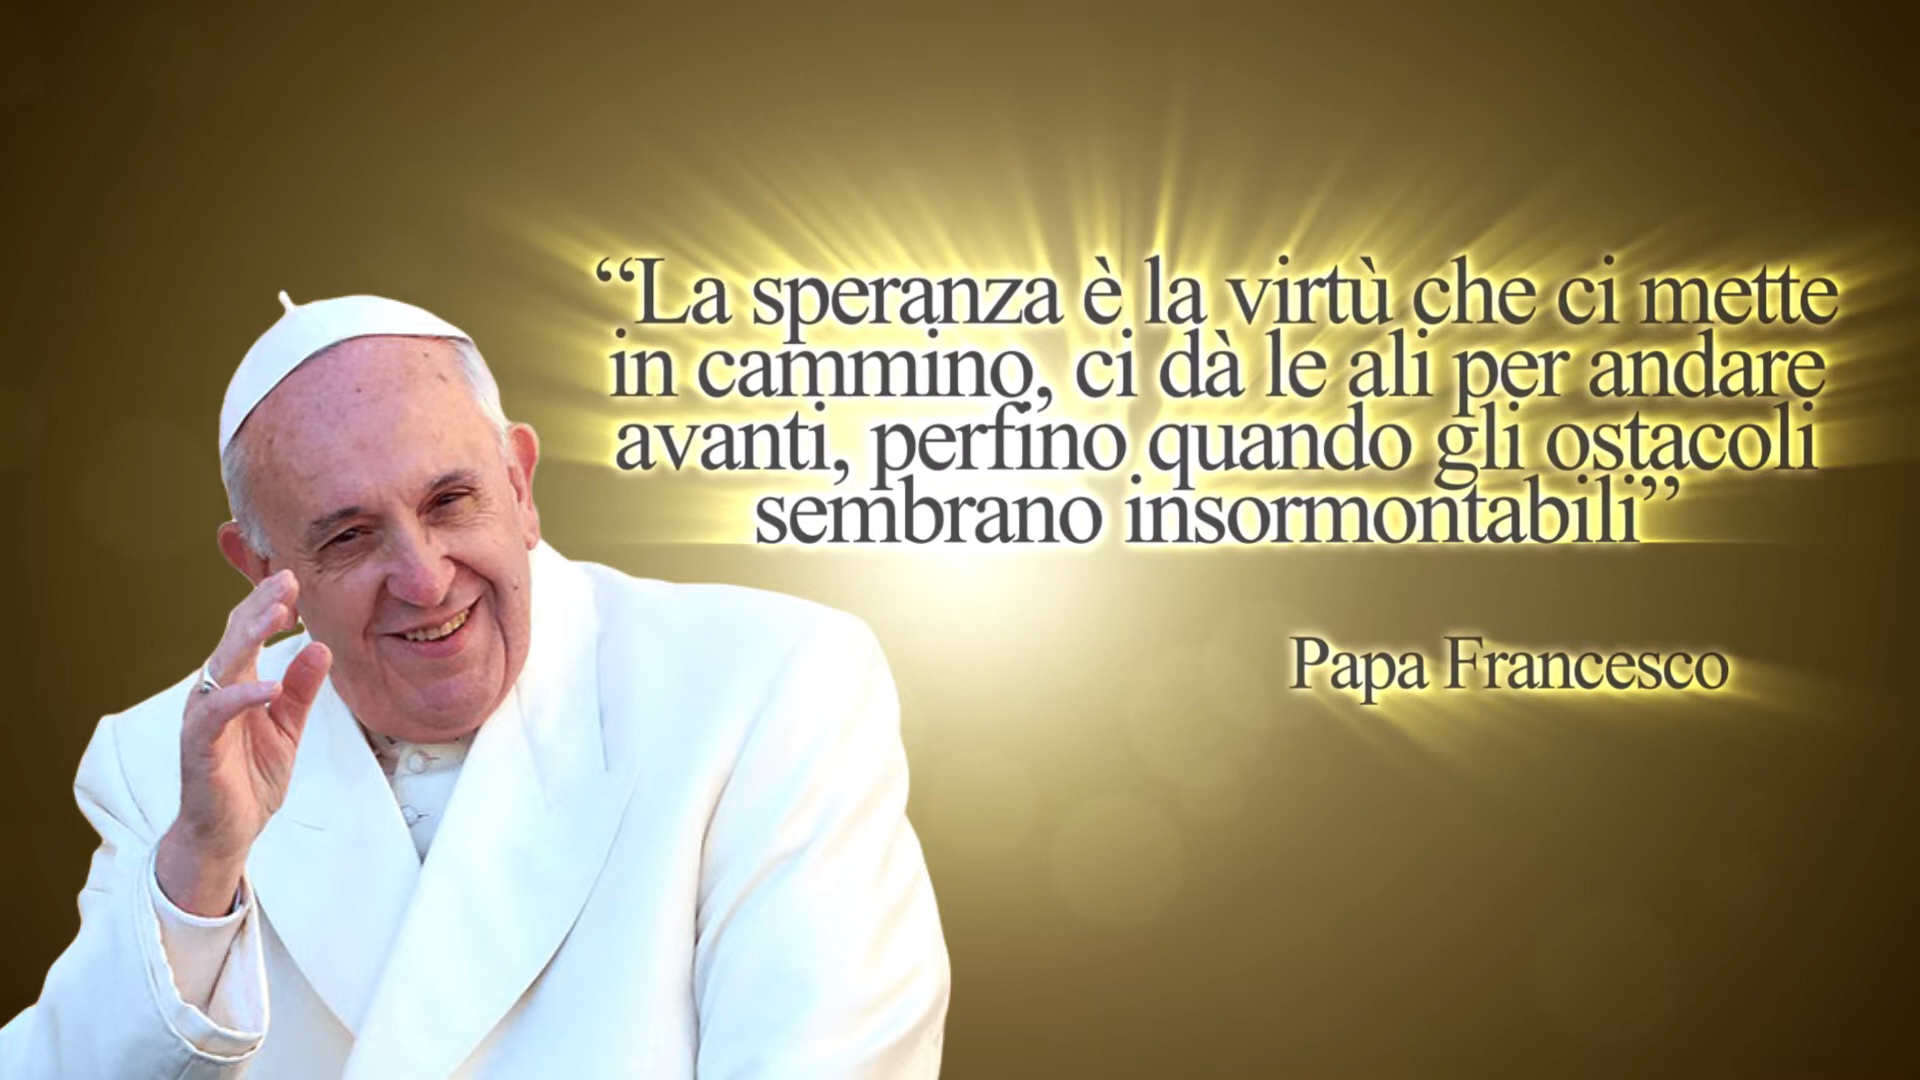 “La speranza è la virtù che ci mette
in cammino, ci dà le ali per andare
avanti, perfino quando gli ostacoli
sembrano insormontabili”
Papa Francesco